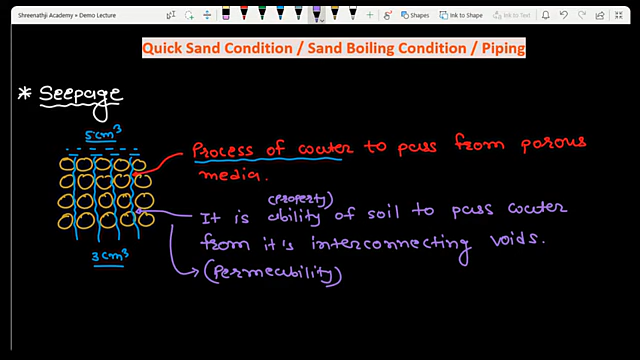 Shreenathji Academy • Demo Lecture
Shapes
Ink to Shape
Ink to Text
Quick Sand Condition / Sand Boiling Condition / Piping
* Seepage
5cm³
Process of water to pass from porous
media.
(property)
It is ability of soil to pass water
from it's interconnecting voids.
3cm³
(permeability)